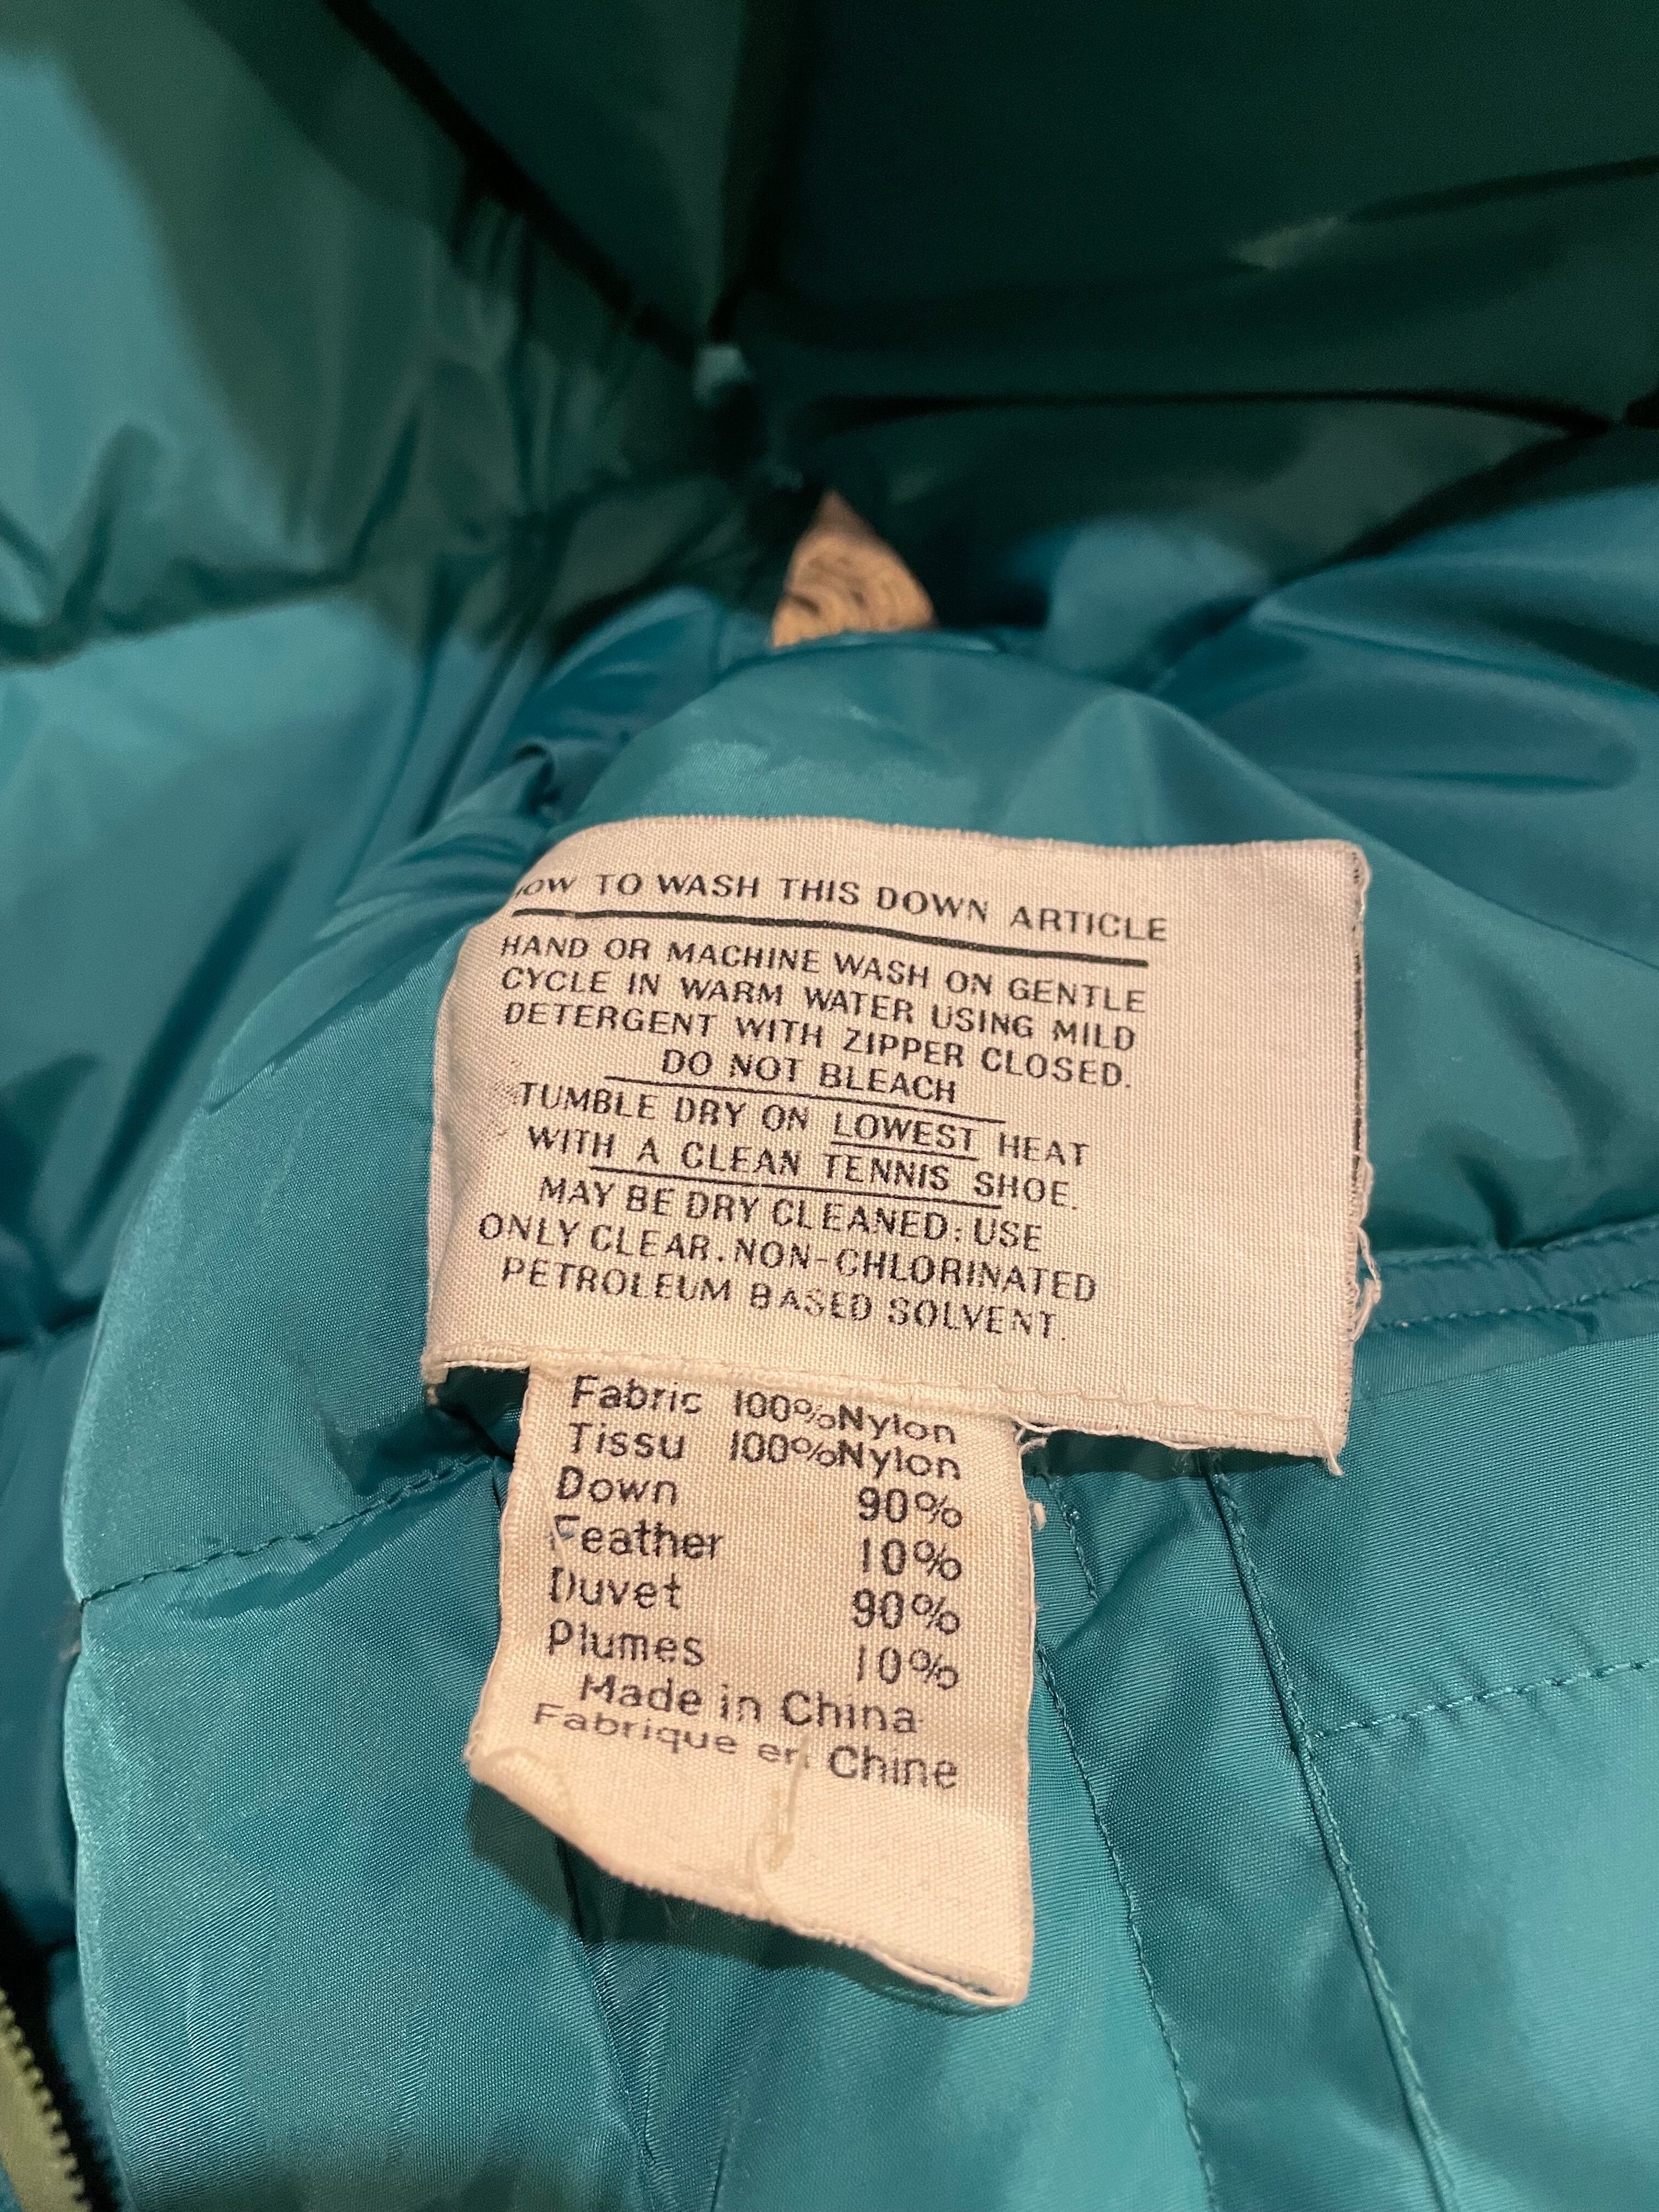 HOW TO WASH THIS DOWN ARTICLE
HAND OR MACHINE WASH ON GENTLE
CYCLE IN WARM WATER USING MILD
DETERGENT WITH ZIPPER CLOSED.
DO NOT BLEACH
TUMBLE DRY ON LOWEST HEAT
WITH A CLEAN TENNIS SHOE.
MAY BE DRY CLEANED: USE
ONLY CLEAR. NON-CHLORINATED
PETROLEUM BASED SOLVENT.
Fabric 100%Nylon
Tissu 100%Nylon
Down 90%
Feather 10%
Duvet 90%
Plumes 10%
Made in China
Fabrique en Chine